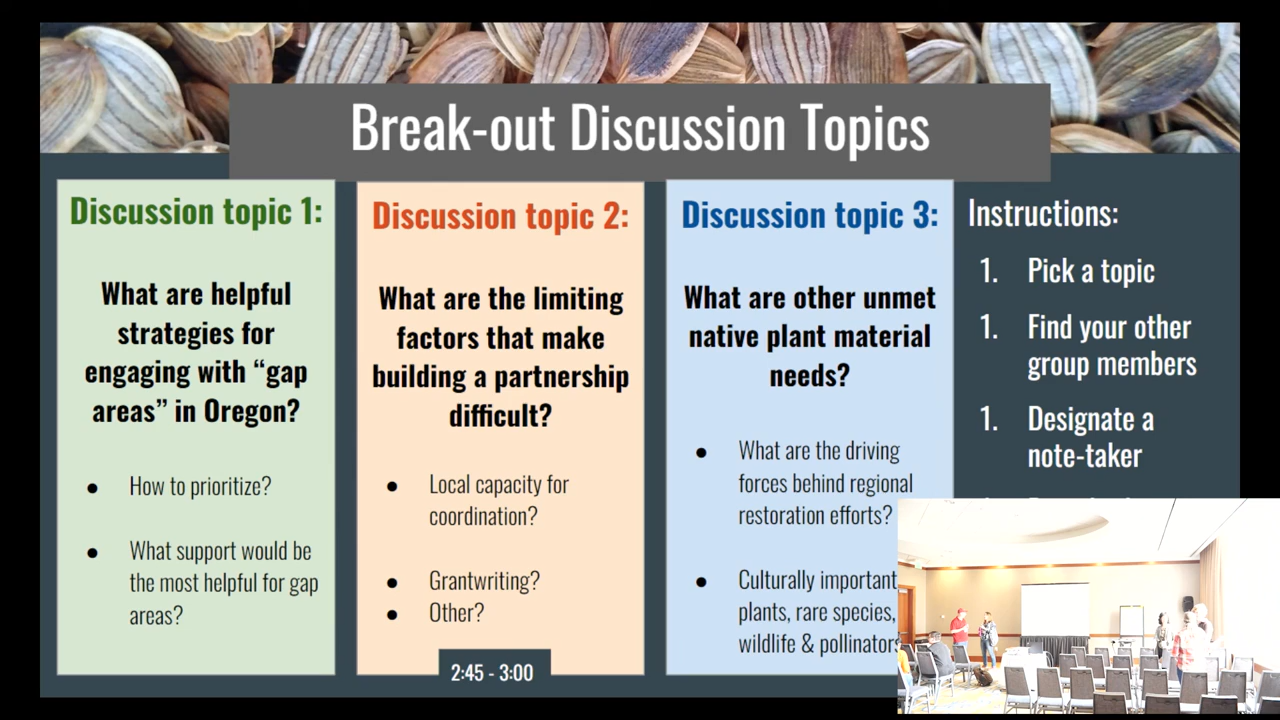 Break-out Discussion Topics
Discussion topic 1:
What are helpful
strategies for
engaging with “gap
areas” in Oregon?
● How to prioritize?
● What support would be
the most helpful for gap
areas?
Discussion topic 2:
What are the limiting
factors that make
building a partnership
difficult?
● Local capacity for
coordination?
● Grantwriting?
● Other?
2:45 - 3:00
Discussion topic 3:
What are other unmet
native plant material
needs?
● What are the driving
forces behind regional
restoration efforts?
● Culturally important
plants, rare species,
wildlife & pollinators
Instructions:
1. Pick a topic
1. Find your other
group members
1. Designate a
note-taker